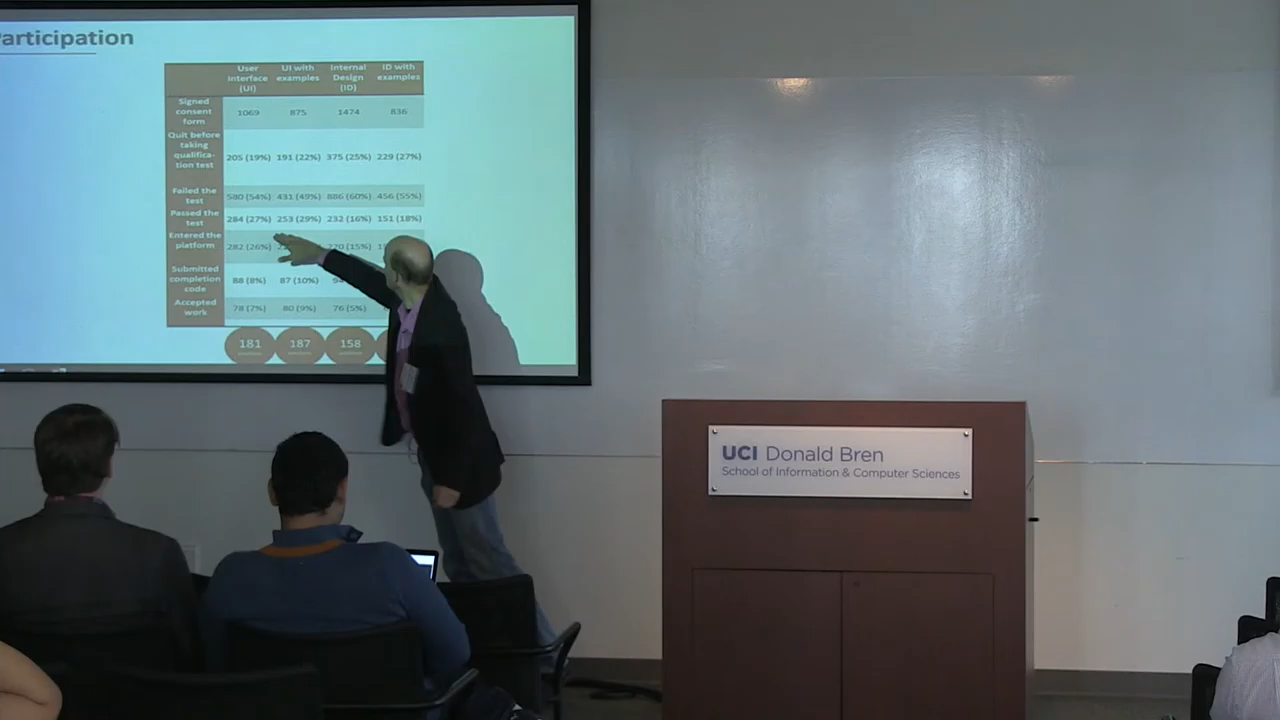 articipation
User Interface (UI) UI with examples Internal Design (ID) ID with examples
Signed consent form 1069 875 1474 836
Quit before taking qualifica-tion test 205 (19%) 191 (22%) 375 (25%) 229 (27%)
Failed the test 580 (54%) 431 (49%) 886 (60%) 456 (55%)
Passed the test 284 (27%) 253 (29%) 232 (16%) 151 (18%)
Entered the platform 282 (26%) (15%)
Submitted completion code 88 (8%) 87 (10%)
Accepted work 78 (7%) 80 (9%) 76 (5%)
181 187 158
UCI Donald Bren
School of Information & Computer Sciences